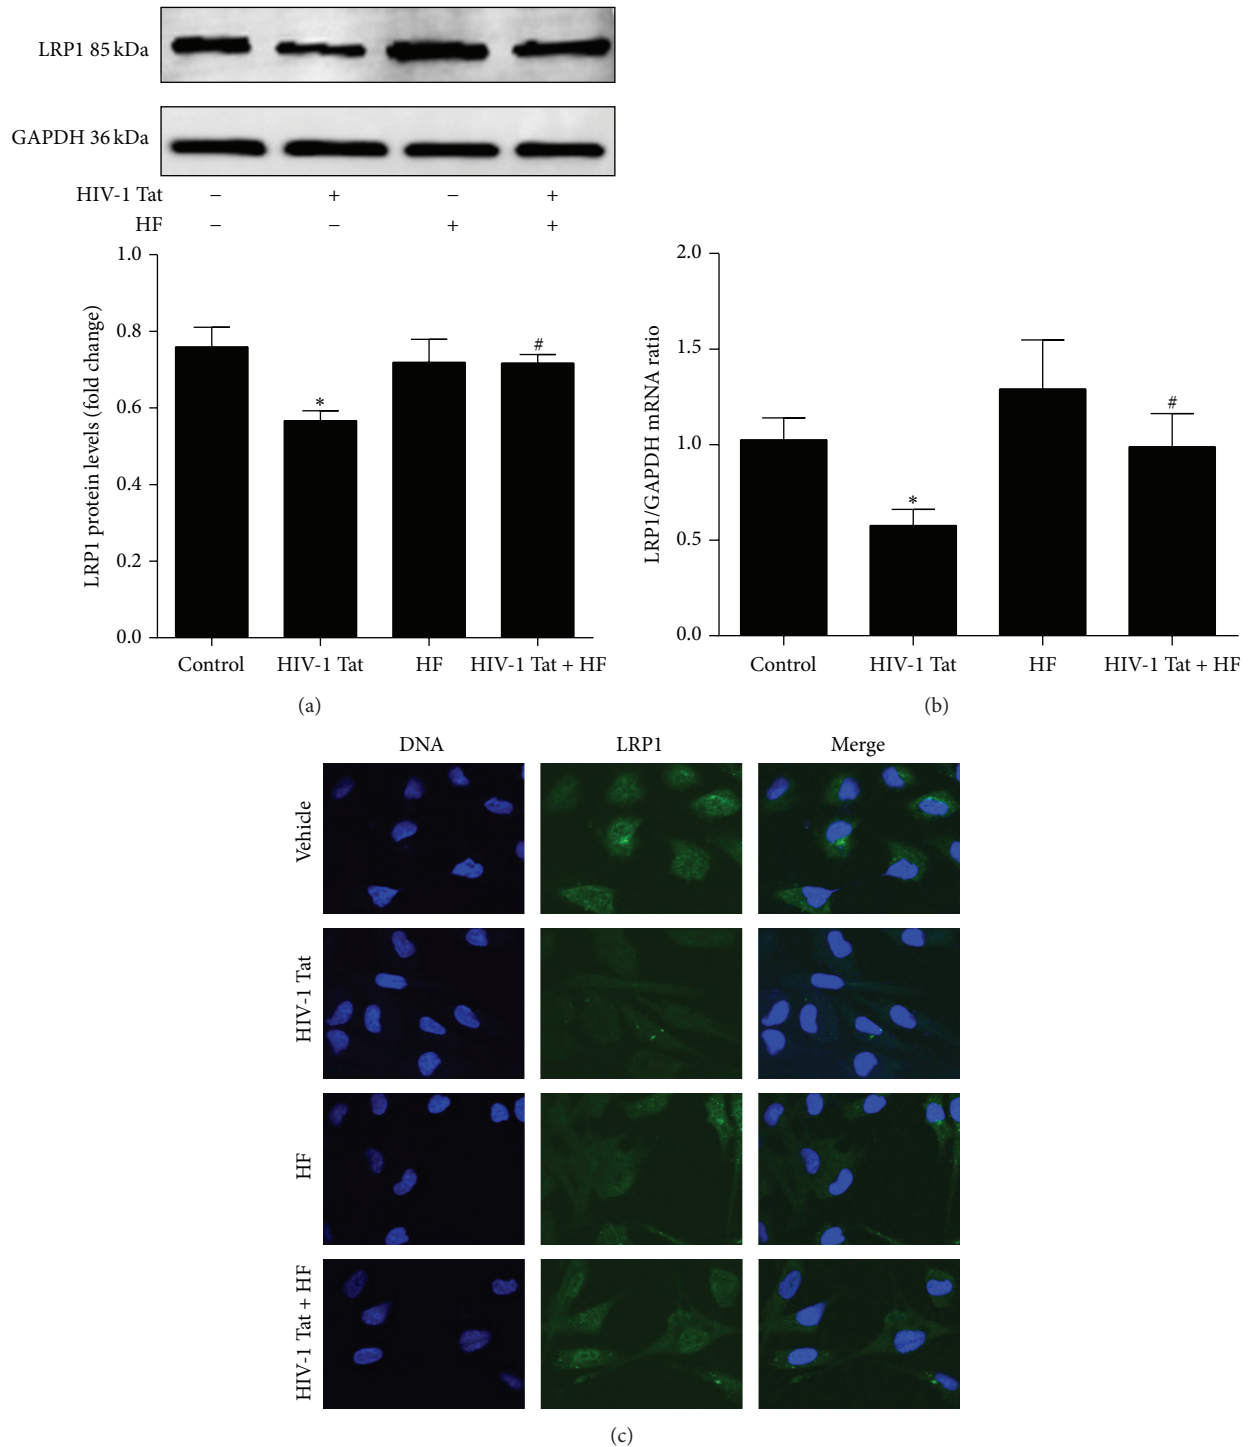 LRP1 85 kDa
GAPDH 36 kDa
HIV-1 Tat − + − +
HF − − + +
LRP1 protein levels (fold change)
1.0
0.8
0.6
0.4
0.2
0.0
*
#
Control HIV-1 Tat HF HIV-1 Tat + HF
(a)
LRP1/GAPDH mRNA ratio
2.0
1.5
1.0
0.5
0.0
*
#
Control HIV-1 Tat HF HIV-1 Tat + HF
(b)
DNA LRP1 Merge
Vehicle
HIV-1 Tat
HF
HIV-1 Tat + HF
(c)